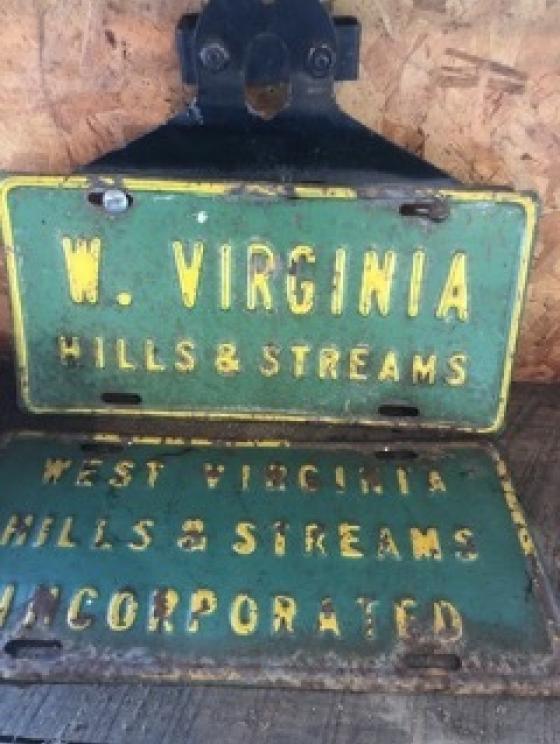 W. VIRGINIA
HILLS & STREAMS
WEST VIRGINIA
HILLS & STREAMS
INCORPORATED